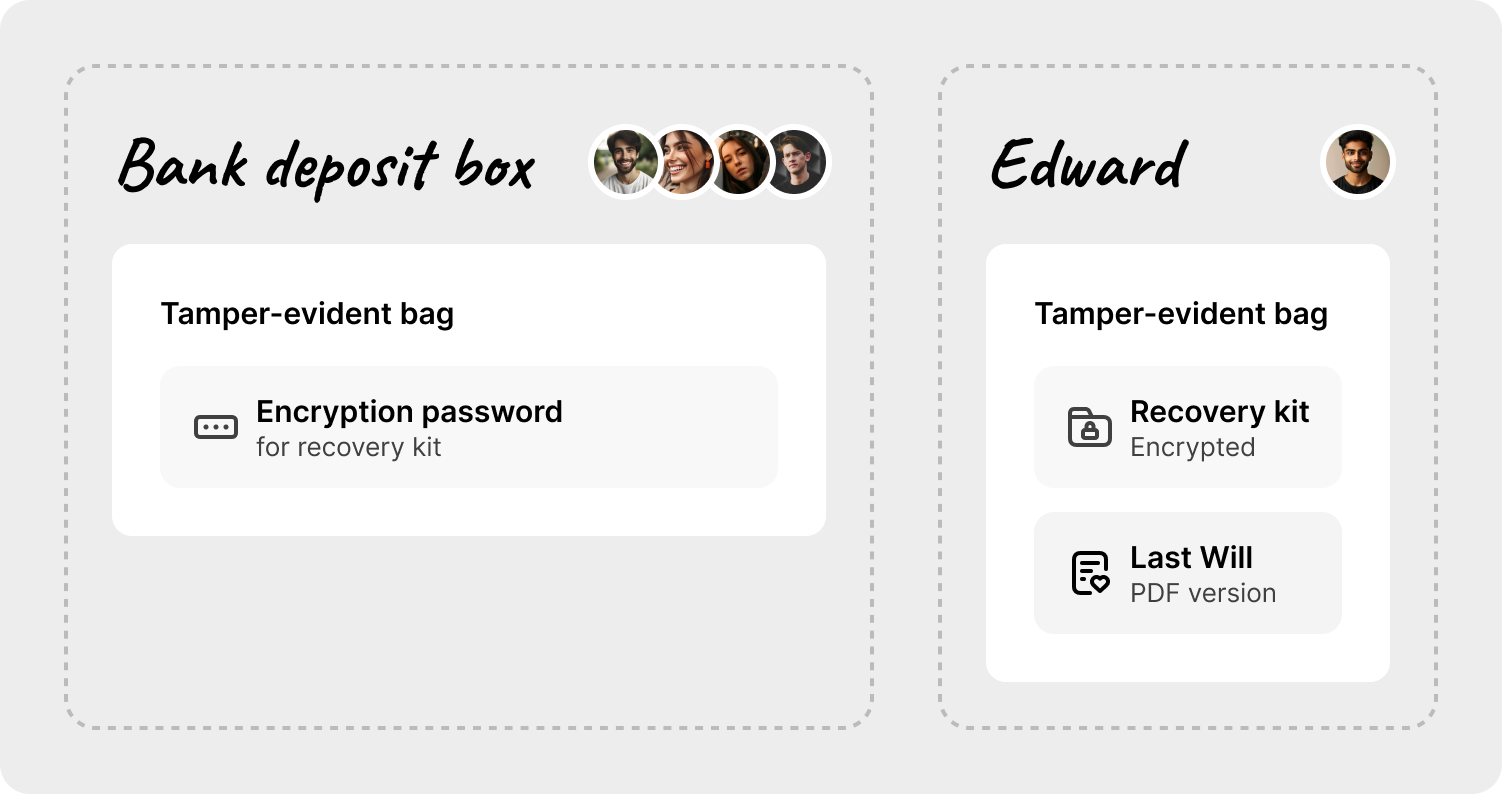 Bank deposit box
Tamper-evident bag
Encryption password
for recovery kit
Edward
Tamper-evident bag
Recovery kit
Encrypted
Last Will
PDF version